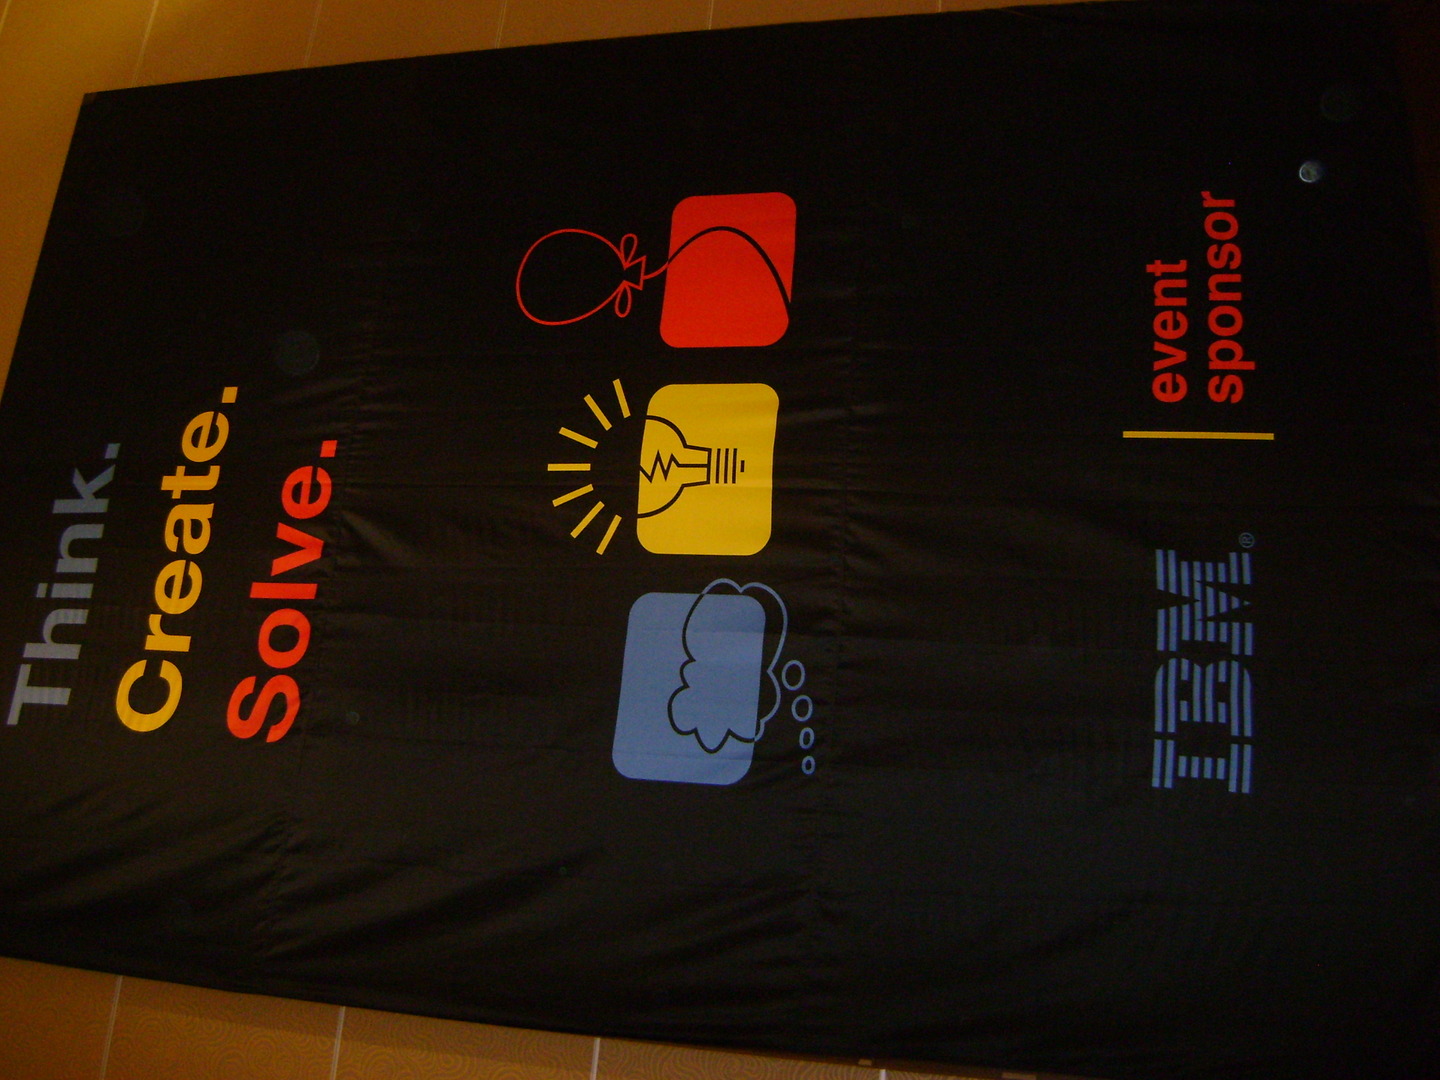 Think.
Create.
Solve.
IBM®
event
sponsor